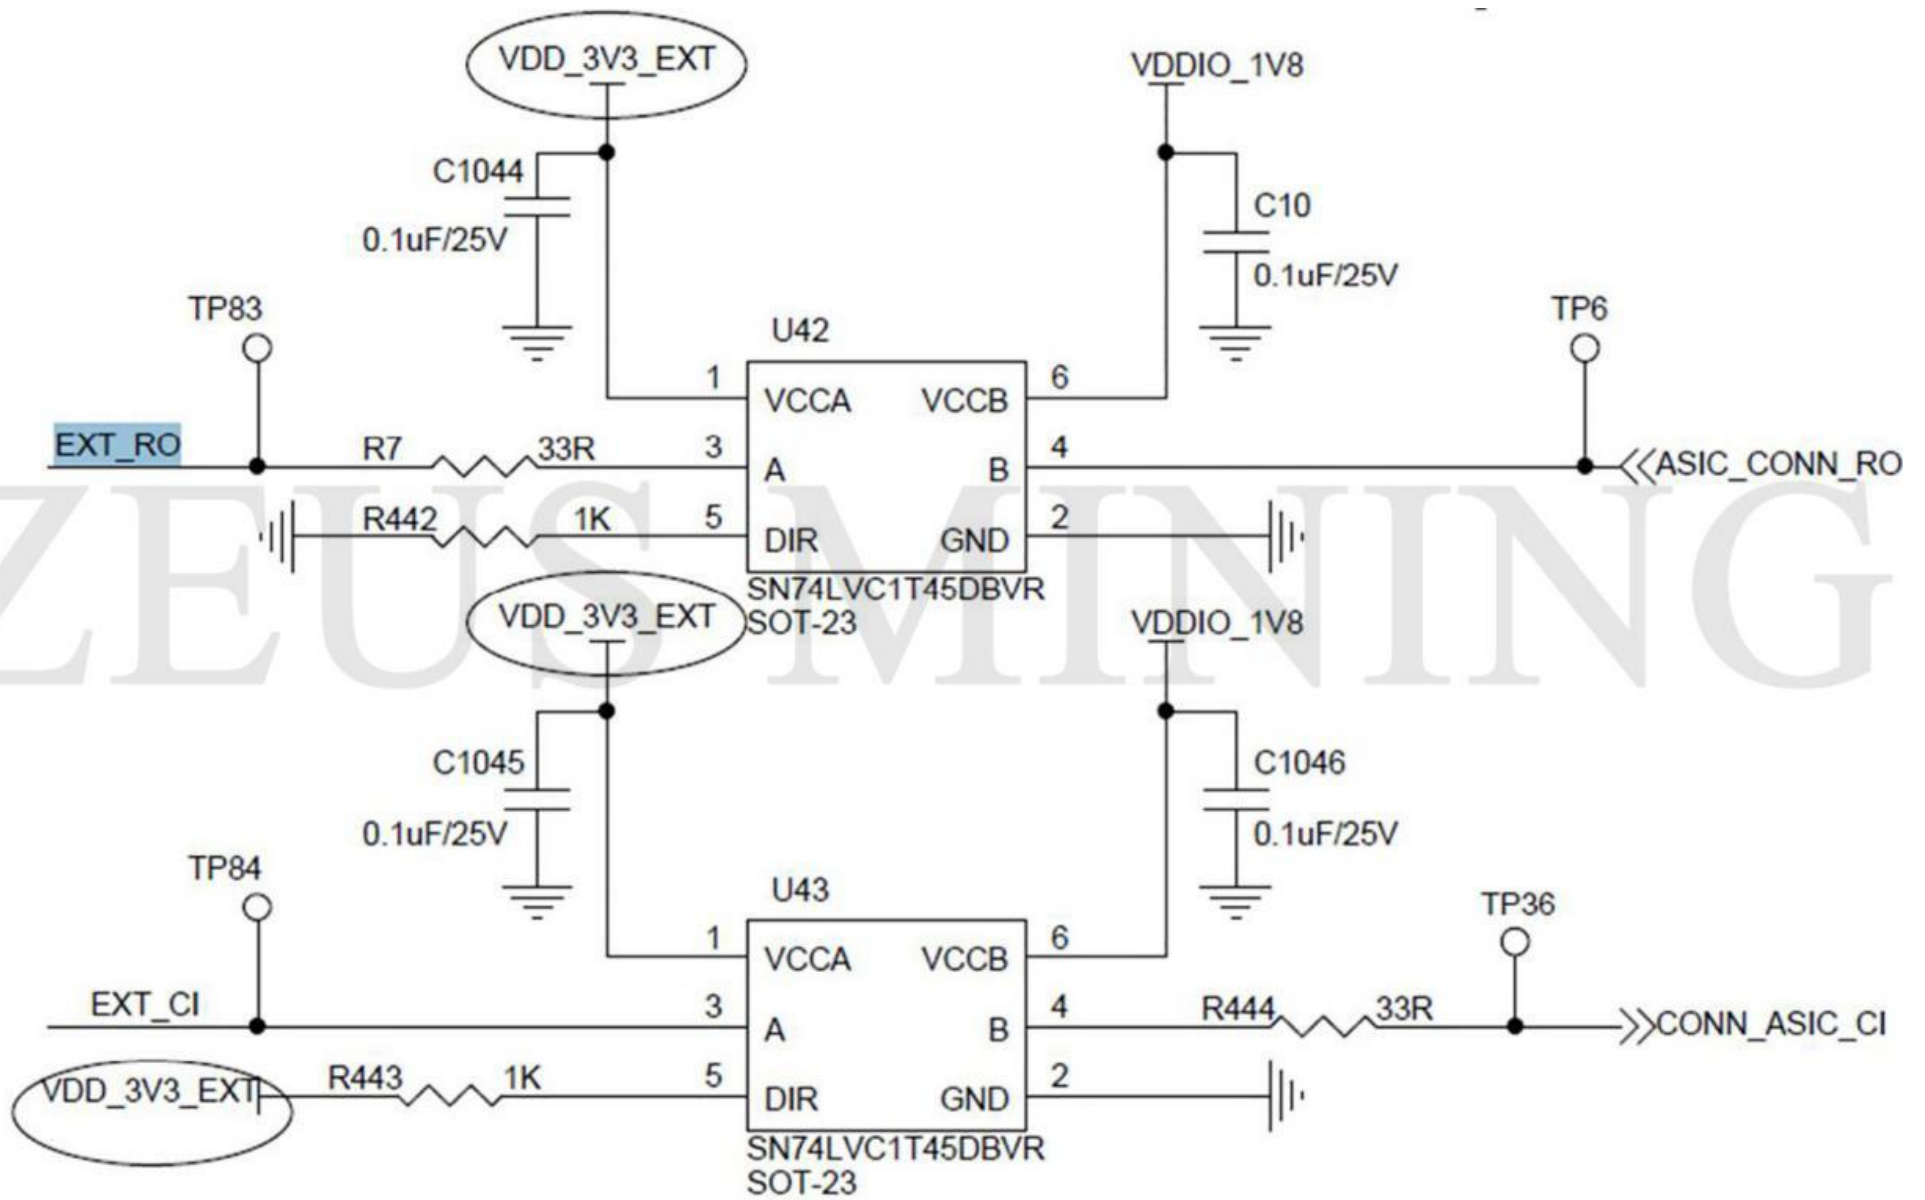 VDD_3V3_EXT
VDDIO_1V8
C1044
0.1uF/25V
C10
0.1uF/25V
TP83
TP6
U42
1
VCCA
VCCB
6
EXT_RO
R7
33R
3
A
B
4
ASIC_CONN_RO
R442
1K
5
DIR
GND
2
SN74LVC1T45DBVR
SOT-23
ZEUS MINING
VDD_3V3_EXT
VDDIO_1V8
C1045
0.1uF/25V
C1046
0.1uF/25V
TP84
TP36
U43
1
VCCA
VCCB
6
EXT_CI
3
A
B
4
R444
33R
CONN_ASIC_CI
VDD_3V3_EXT
R443
1K
5
DIR
GND
2
SN74LVC1T45DBVR
SOT-23